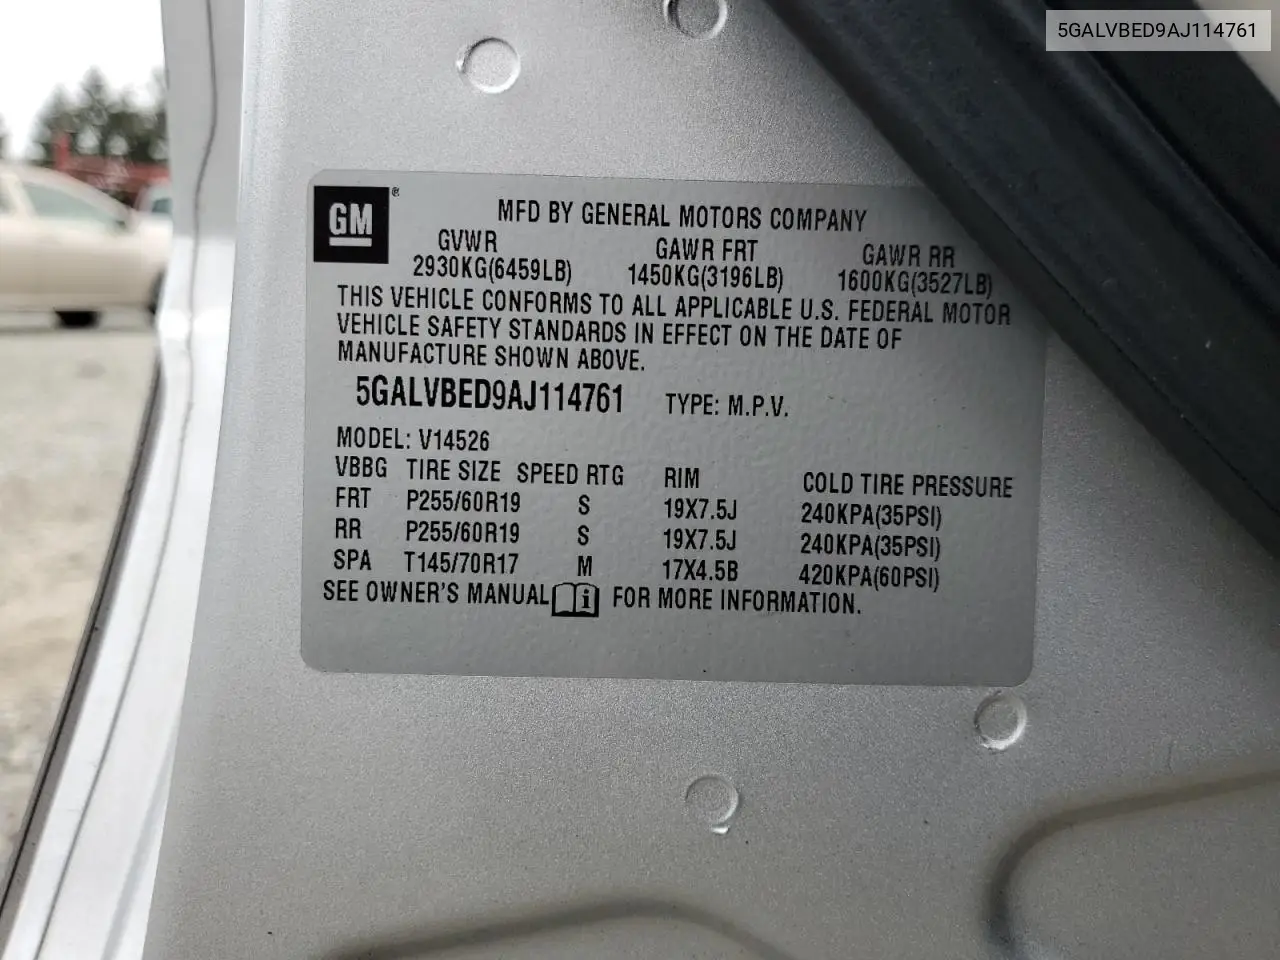 5GALVBED9AJ114761
GM®
MFD BY GENERAL MOTORS COMPANY
GVWR GAWR FRT GAWR RR
2930KG(6459LB) 1450KG(3196LB) 1600KG(3527LB)
THIS VEHICLE CONFORMS TO ALL APPLICABLE U.S. FEDERAL MOTOR
VEHICLE SAFETY STANDARDS IN EFFECT ON THE DATE OF
MANUFACTURE SHOWN ABOVE.
5GALVBED9AJ114761 TYPE: M.P.V.
MODEL: V14526
VBBG TIRE SIZE SPEED RTG RIM COLD TIRE PRESSURE
FRT P255/60R19 S 19X7.5J 240KPA(35PSI)
RR P255/60R19 S 19X7.5J 240KPA(35PSI)
SPA T145/70R17 M 17X4.5B 420KPA(60PSI)
SEE OWNER'S MANUAL i FOR MORE INFORMATION.